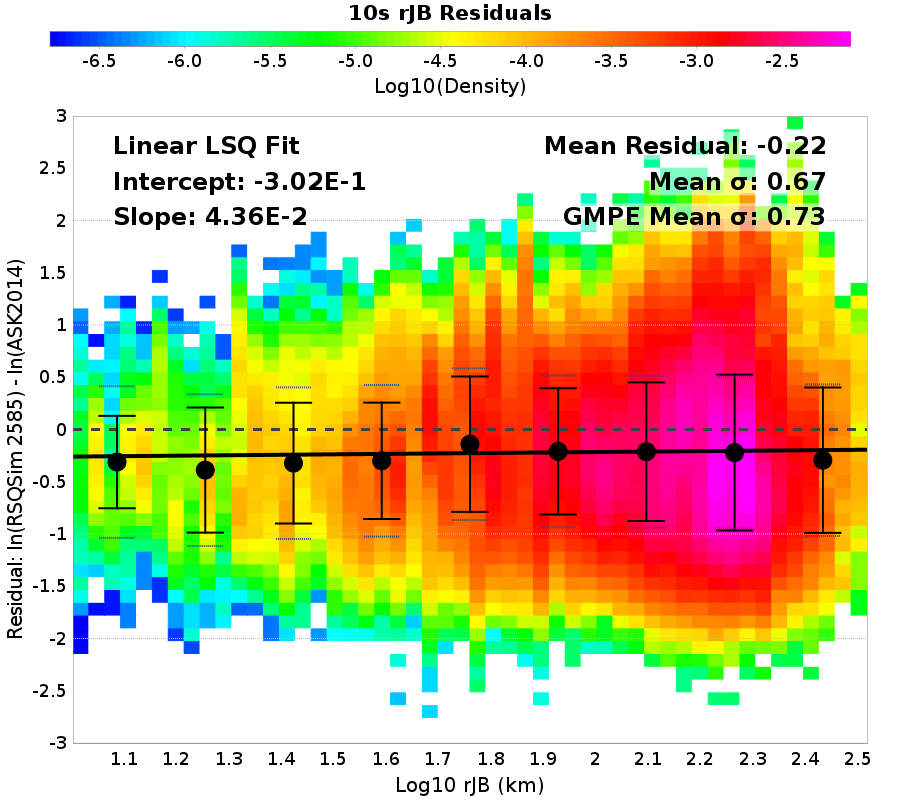 10s rJB Residuals
-6.5 -6.0 -5.5 -5.0 -4.5 -4.0 -3.5 -3.0 -2.5
Log10(Density)
Linear LSQ Fit
Intercept: -3.02E-1
Slope: 4.36E-2
Mean Residual: -0.22
Mean σ: 0.67
GMPE Mean σ: 0.73
Residual: ln(RSQSim 2585) - ln(ASK2014)
3
2.5
2
1.5
1
0.5
0
-0.5
-1
-1.5
-2
-2.5
-3
1.1 1.2 1.3 1.4 1.5 1.6 1.7 1.8 1.9 2 2.1 2.2 2.3 2.4 2.5
Log10 rJB (km)